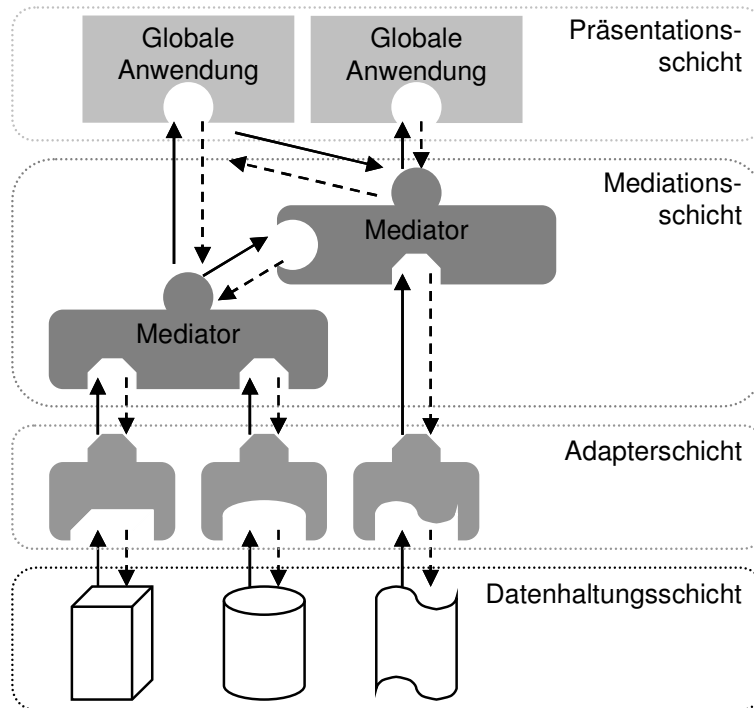 Globale
Anwendung
Globale
Anwendung
Präsentations-
schicht
Mediations-
schicht
Mediator
Mediator
Adapterschicht
Datenhaltungsschicht